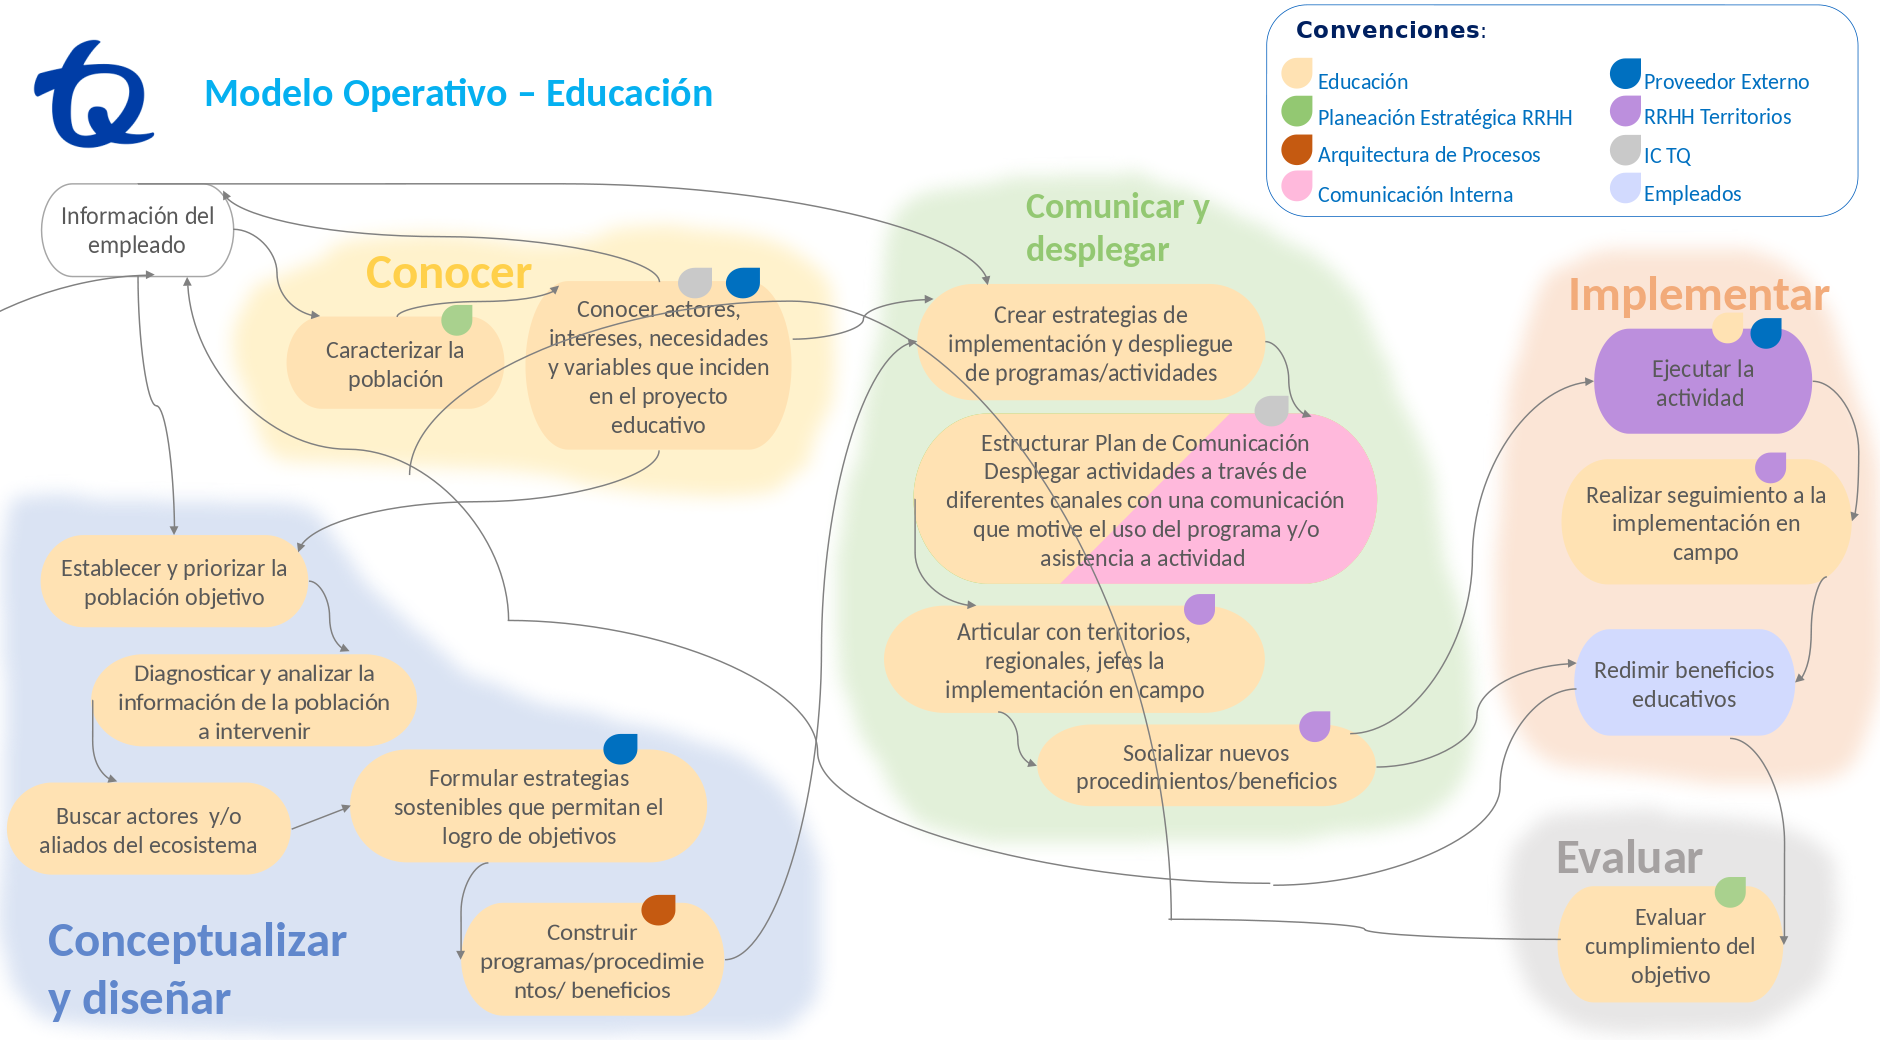 TQ
Modelo Operativo – Educación
Convenciones:
Educación
Planeación Estratégica RRHH
Arquitectura de Procesos
Comunicación Interna
Proveedor Externo
RRHH Territorios
IC TQ
Empleados
Información del
empleado
Conocer
Caracterizar la
población
Conocer actores,
intereses, necesidades
y variables que inciden
en el proyecto
educativo
Establecer y priorizar la
población objetivo
Diagnosticar y analizar la
información de la población
a intervenir
Buscar actores  y/o
aliados del ecosistema
Formular estrategias
sostenibles que permitan el
logro de objetivos
Construir
programas/procedimie
ntos/ beneficios
Conceptualizar
y diseñar
Comunicar y
desplegar
Crear estrategias de
implementación y despliegue
de programas/actividades
Estructurar Plan de Comunicación
Desplegar actividades a través de
diferentes canales con una comunicación
que motive el uso del programa y/o
asistencia a actividad
Articular con territorios,
regionales, jefes la
implementación en campo
Socializar nuevos
procedimientos/beneficios
Implementar
Ejecutar la
actividad
Realizar seguimiento a la
implementación en
campo
Redimir beneficios
educativos
Evaluar
Evaluar
cumplimiento del
objetivo